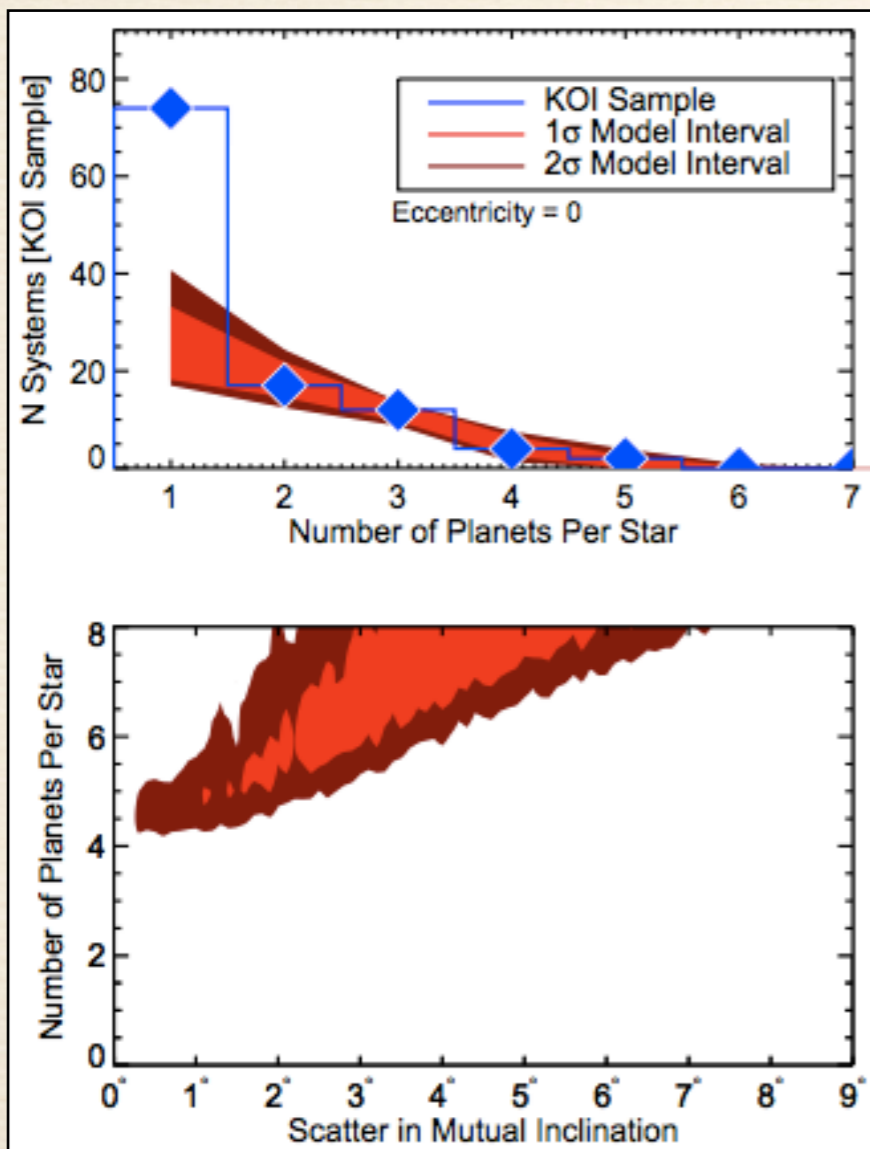 N Systems [KOI Sample]
80
60
40
20
0
KOI Sample
1σ Model Interval
2σ Model Interval
Eccentricity = 0
1 2 3 4 5 6 7
Number of Planets Per Star
Number of Planets Per Star
8
6
4
2
0
0° 1° 2° 3° 4° 5° 6° 7° 8° 9°
Scatter in Mutual Inclination